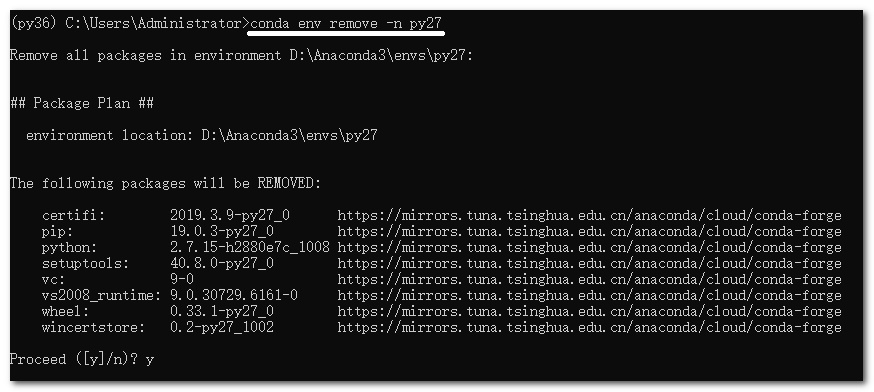 (py36) C:\Users\Administrator>conda env remove -n py27
Remove all packages in environment D:\Anaconda3\envs\py27:
## Package Plan ##
environment location: D:\Anaconda3\envs\py27
The following packages will be REMOVED:
certifi: 2019.3.9-py27_0 https://mirrors.tuna.tsinghua.edu.cn/anaconda/cloud/conda-forge
pip: 19.0.3-py27_0 https://mirrors.tuna.tsinghua.edu.cn/anaconda/cloud/conda-forge
python: 2.7.15-h2880e7c_1008 https://mirrors.tuna.tsinghua.edu.cn/anaconda/cloud/conda-forge
setuptools: 40.8.0-py27_0 https://mirrors.tuna.tsinghua.edu.cn/anaconda/cloud/conda-forge
vc: 9-0 https://mirrors.tuna.tsinghua.edu.cn/anaconda/cloud/conda-forge
vs2008_runtime: 9.0.30729.6161-0 https://mirrors.tuna.tsinghua.edu.cn/anaconda/cloud/conda-forge
wheel: 0.33.1-py27_0 https://mirrors.tuna.tsinghua.edu.cn/anaconda/cloud/conda-forge
wincertstore: 0.2-py27_1002 https://mirrors.tuna.tsinghua.edu.cn/anaconda/cloud/conda-forge
Proceed ([y]/n)? y